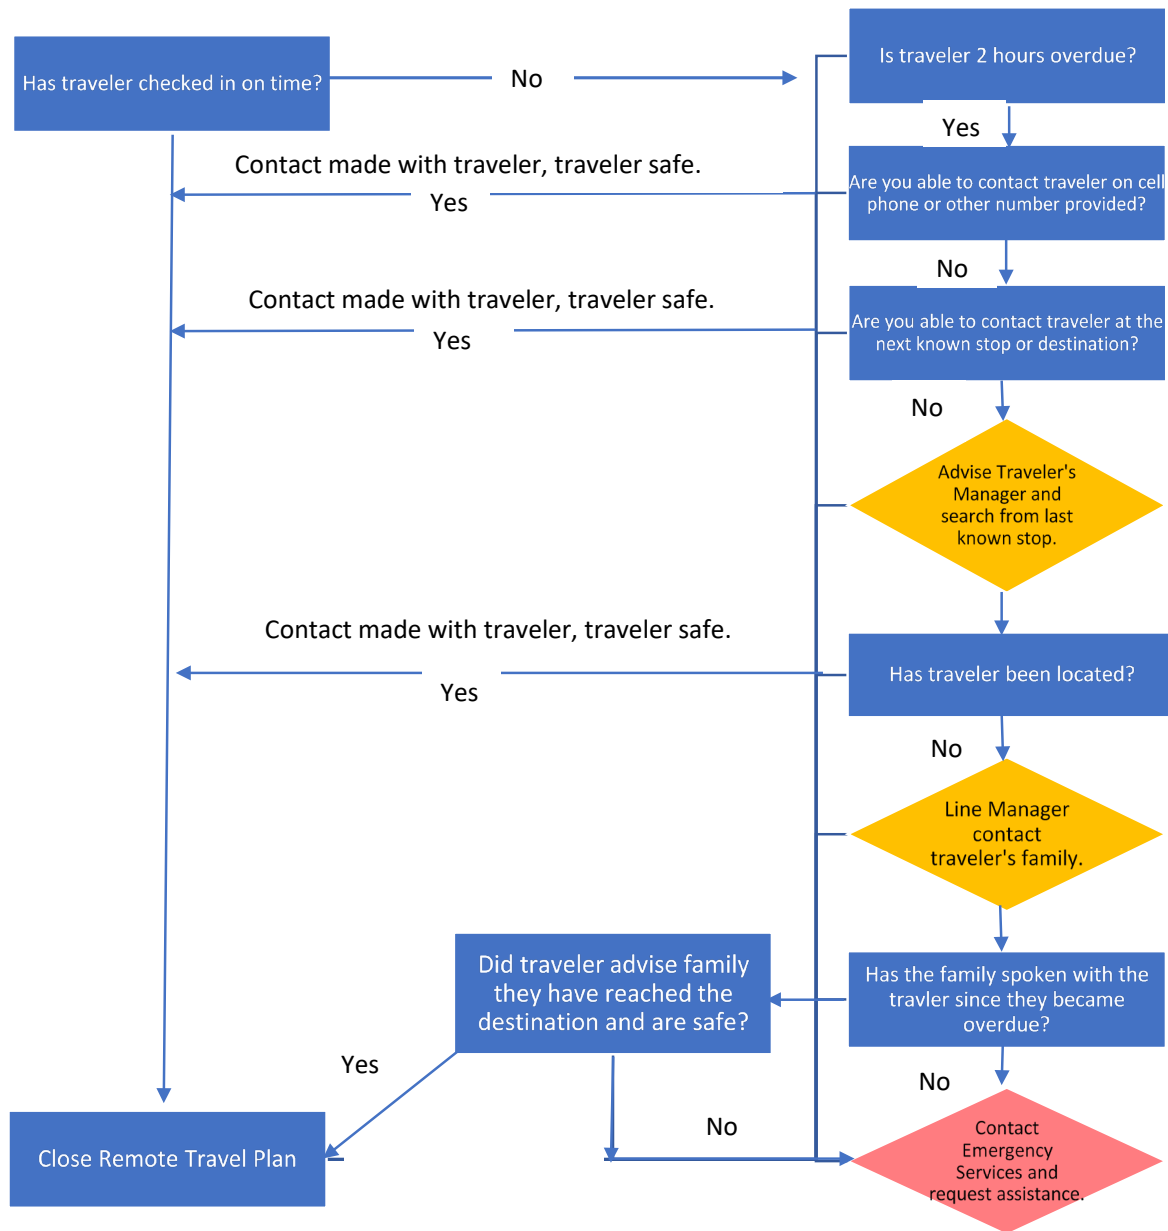 Has traveler checked in on time?
No
Is traveler 2 hours overdue?
Yes
Contact made with traveler, traveler safe.
Yes
Are you able to contact traveler on cell
phone or other number provided?
No
Contact made with traveler, traveler safe.
Yes
Are you able to contact traveler at the
next known stop or destination?
No
Advise Traveler's
Manager and
search from last
known stop.
Contact made with traveler, traveler safe.
Yes
Has traveler been located?
No
Line Manager
contact
traveler's family.
Did traveler advise family
they have reached the
destination and are safe?
Has the family spoken with the
travler since they became
overdue?
Yes
No
No
Close Remote Travel Plan
Contact
Emergency
Services and
request assistance.